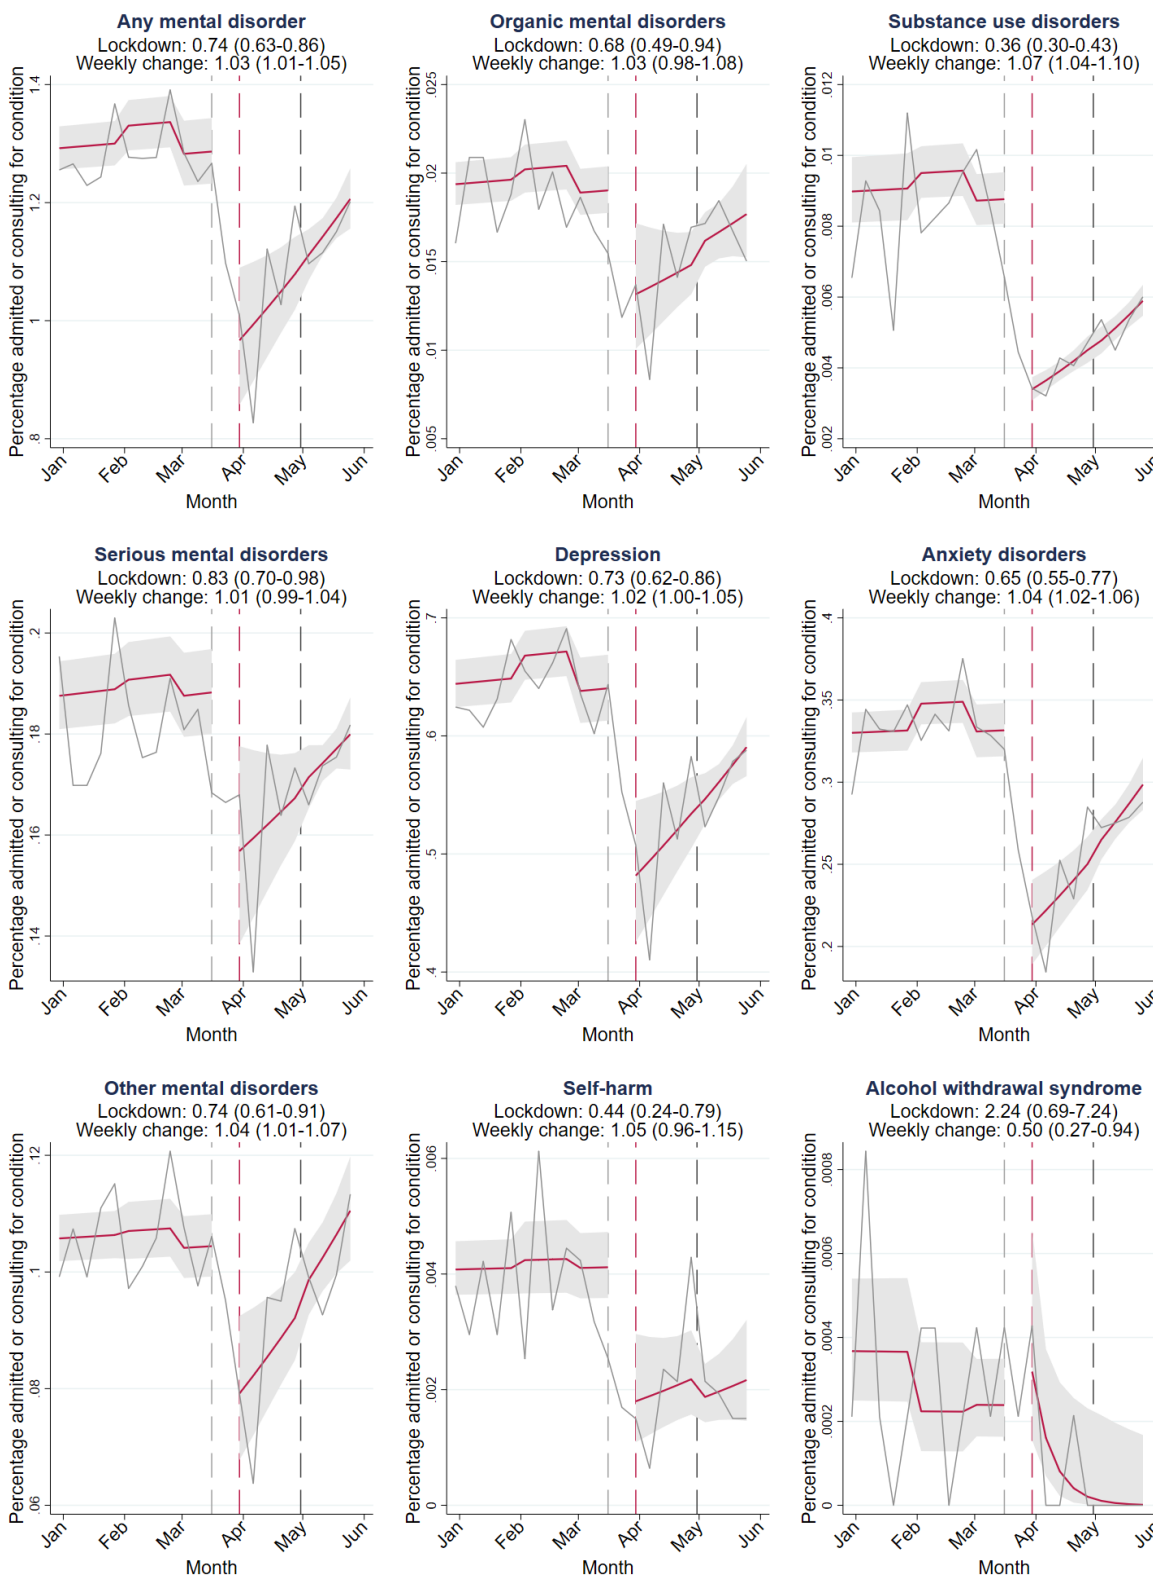 Any mental disorder
Lockdown: 0.74 (0.63-0.86)
Weekly change: 1.03 (1.01-1.05)
Percentage admitted or consulting for condition
1.4
1.2
1
.8
Jan
Feb
Mar
Apr
May
Jun
Month
Organic mental disorders
Lockdown: 0.68 (0.49-0.94)
Weekly change: 1.03 (0.98-1.08)
Percentage admitted or consulting for condition
.025
.02
.015
.01
.005
Jan
Feb
Mar
Apr
May
Jun
Month
Substance use disorders
Lockdown: 0.36 (0.30-0.43)
Weekly change: 1.07 (1.04-1.10)
Percentage admitted or consulting for condition
.012
.01
.008
.006
.004
.002
Jan
Feb
Mar
Apr
May
Jun
Month
Serious mental disorders
Lockdown: 0.83 (0.70-0.98)
Weekly change: 1.01 (0.99-1.04)
Percentage admitted or consulting for condition
.2
.18
.16
.14
Jan
Feb
Mar
Apr
May
Jun
Month
Depression
Lockdown: 0.73 (0.62-0.86)
Weekly change: 1.02 (1.00-1.05)
Percentage admitted or consulting for condition
.7
.6
.5
.4
Jan
Feb
Mar
Apr
May
Jun
Month
Anxiety disorders
Lockdown: 0.65 (0.55-0.77)
Weekly change: 1.04 (1.02-1.06)
Percentage admitted or consulting for condition
.4
.35
.3
.25
.2
Jan
Feb
Mar
Apr
May
Jun
Month
Other mental disorders
Lockdown: 0.74 (0.61-0.91)
Weekly change: 1.04 (1.01-1.07)
Percentage admitted or consulting for condition
.12
.1
.08
.06
Jan
Feb
Mar
Apr
May
Jun
Month
Self-harm
Lockdown: 0.44 (0.24-0.79)
Weekly change: 1.05 (0.96-1.15)
Percentage admitted or consulting for condition
.006
.004
.002
0
Jan
Feb
Mar
Apr
May
Jun
Month
Alcohol withdrawal syndrome
Lockdown: 2.24 (0.69-7.24)
Weekly change: 0.50 (0.27-0.94)
Percentage admitted or consulting for condition
.0008
.0006
.0004
.0002
0
Jan
Feb
Mar
Apr
May
Jun
Month